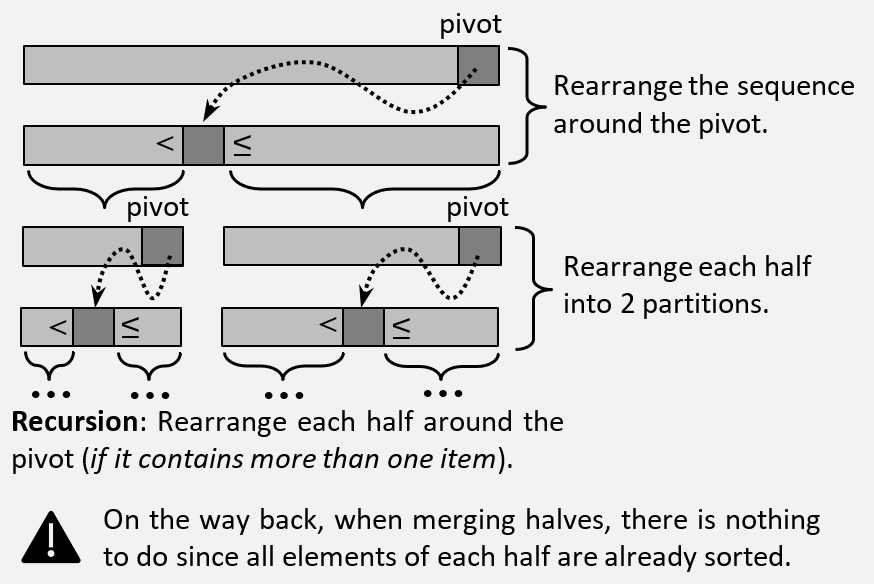 pivot
Rearrange the sequence
around the pivot.
< ≤
pivot
pivot
Rearrange each half
into 2 partitions.
< ≤
< ≤
... ... ... ...
Recursion: Rearrange each half around the
pivot (if it contains more than one item).
On the way back, when merging halves, there is nothing
to do since all elements of each half are already sorted.